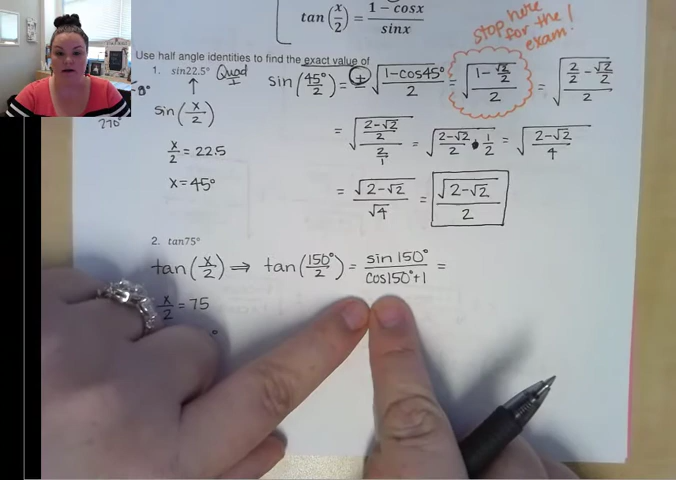 tan(x/2) = (1 - cosx)/sinx
stop here
for the
exam!
Use half angle identities to find the exact value of
1. sin22.5° Quad I
270°
sin(45°/2) = ±√((1-cos45°)/2) = √((1-√2/2)/2) = √((2/2-√2/2)/2)
sin(x/2)
x/2 = 22.5
x = 45°
= √(((2-√2)/2)/(2/1)) = √((2-√2)/2 · 1/2) = √((2-√2)/4)
= √(2-√2)/√4 = √(2-√2)/2
2. tan75°
tan(x/2) ⇒ tan(150°/2) = sin150°/(cos150°+1) =
x/2 = 75